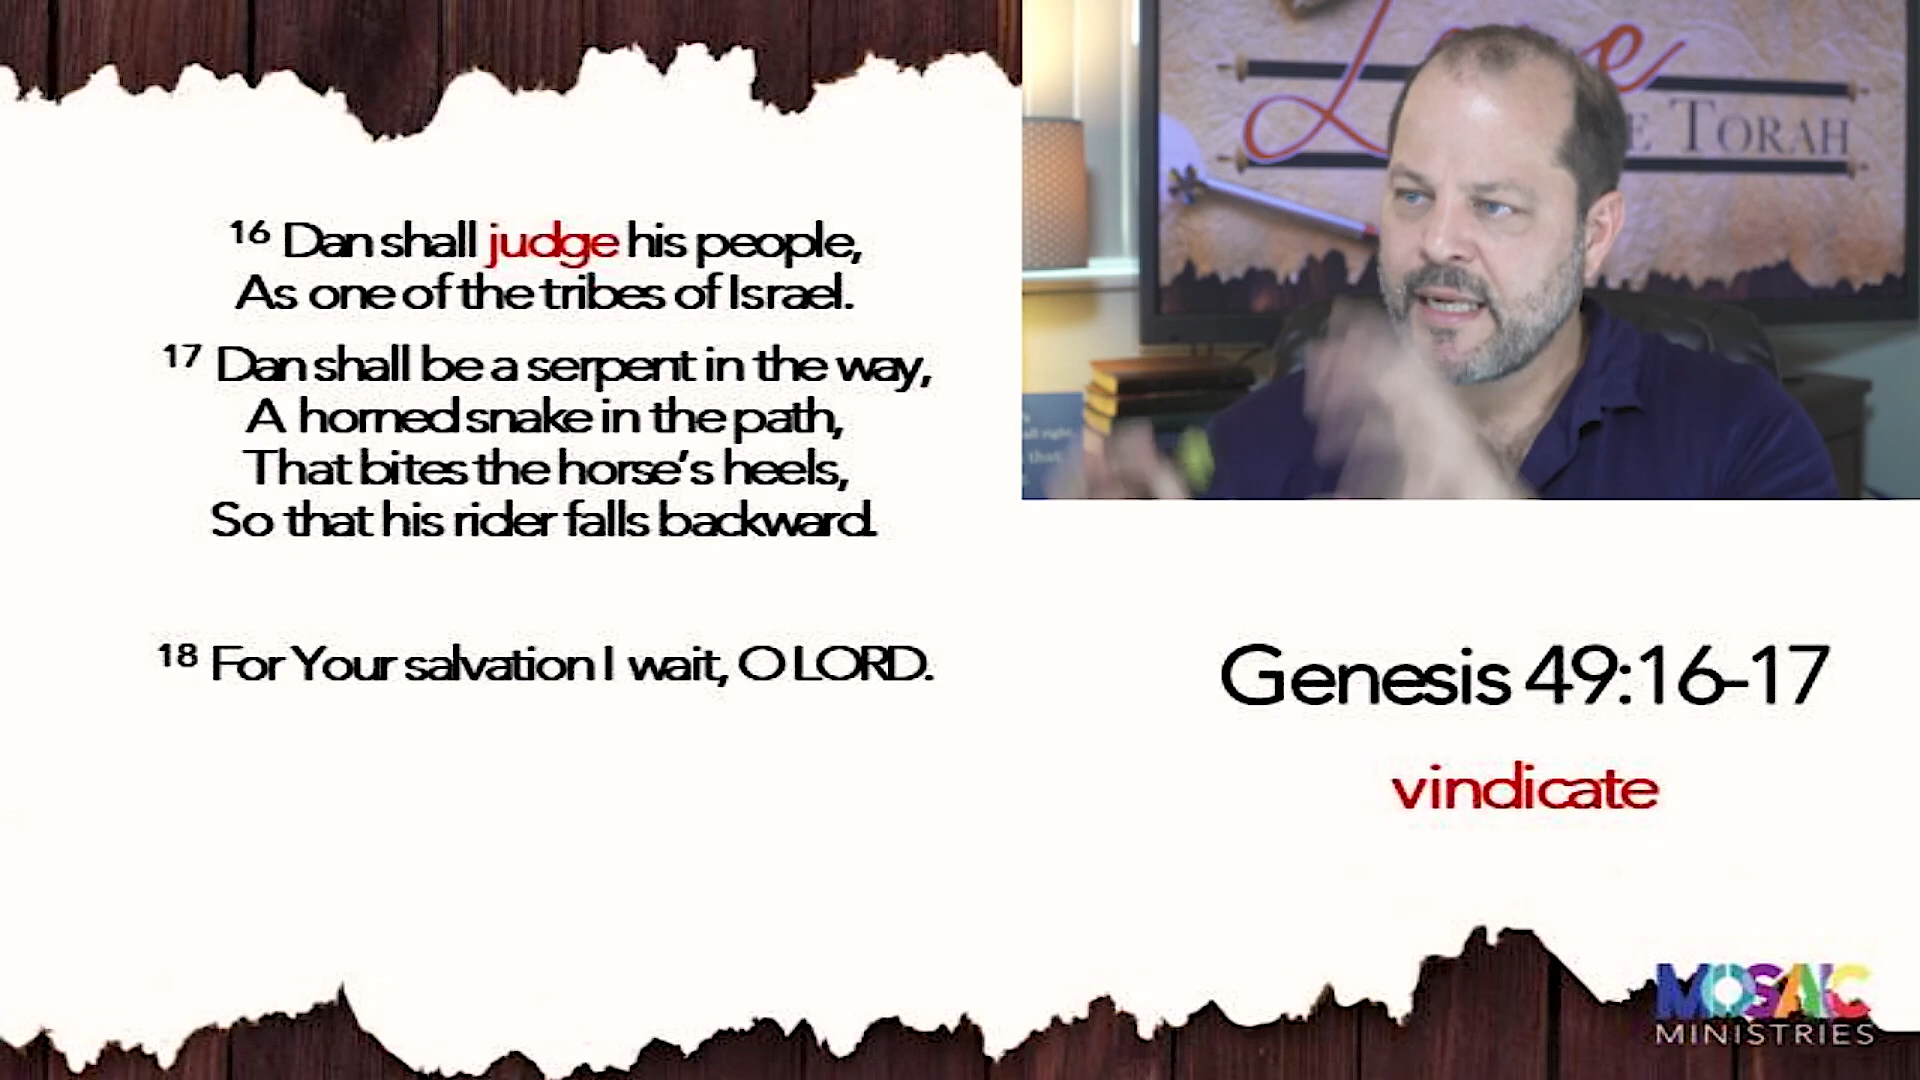 16 Dan shall judge his people,
As one of the tribes of Israel.
17 Dan shall be a serpent in the way,
A horned snake in the path,
That bites the horse's heels,
So that his rider falls backward.
18 For Your salvation I wait, O LORD.
TORAH
Genesis 49:16-17
vindicate
MOSAIC
MINISTRIES